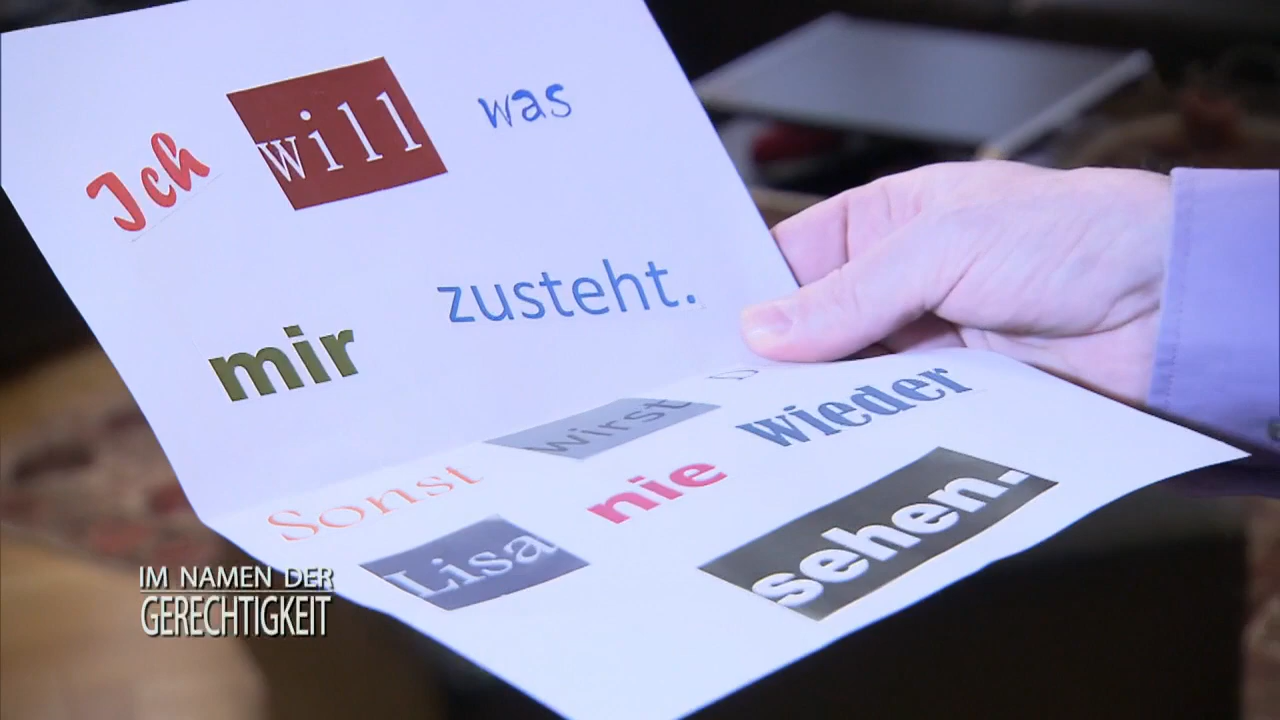 Ich will was
mir zusteht.
Sonst wirst D
Lisa nie wieder
sehen.
IM NAMEN DER
GERECHTIGKEIT